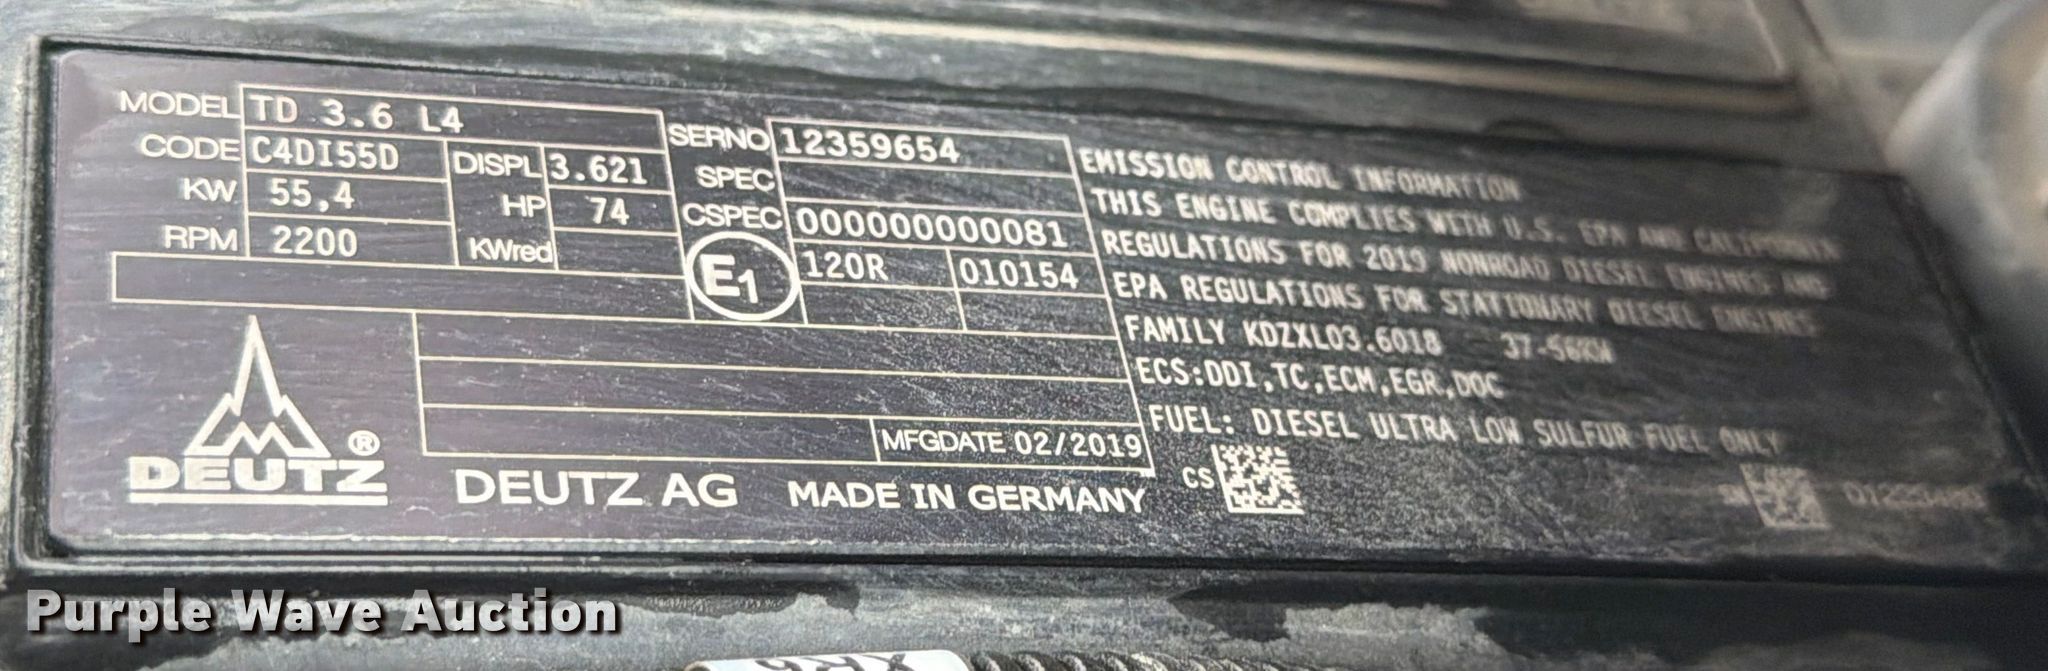 MODEL TD 3.6 L4
CODE C4DI55D DISPL 3.621
KW 55,4 HP 74
RPM 2200 KWred
SERNO 12359654
SPEC
CSPEC 000000000081
E1 120R 010154
MFGDATE 02/2019
DEUTZ ®
DEUTZ AG MADE IN GERMANY
EMISSION CONTROL INFORMATION
THIS ENGINE COMPLIES WITH U.S. EPA AND CALIFORNIA
REGULATIONS FOR 2019 NONROAD DIESEL ENGINES AND
EPA REGULATIONS FOR STATIONARY DIESEL ENGINES
FAMILY KDZXL03.6018 37-56KW
ECS:DDI,TC,ECM,EGR,DOC
FUEL: DIESEL ULTRA LOW SULFUR FUEL ONLY
CS
Purple Wave Auction